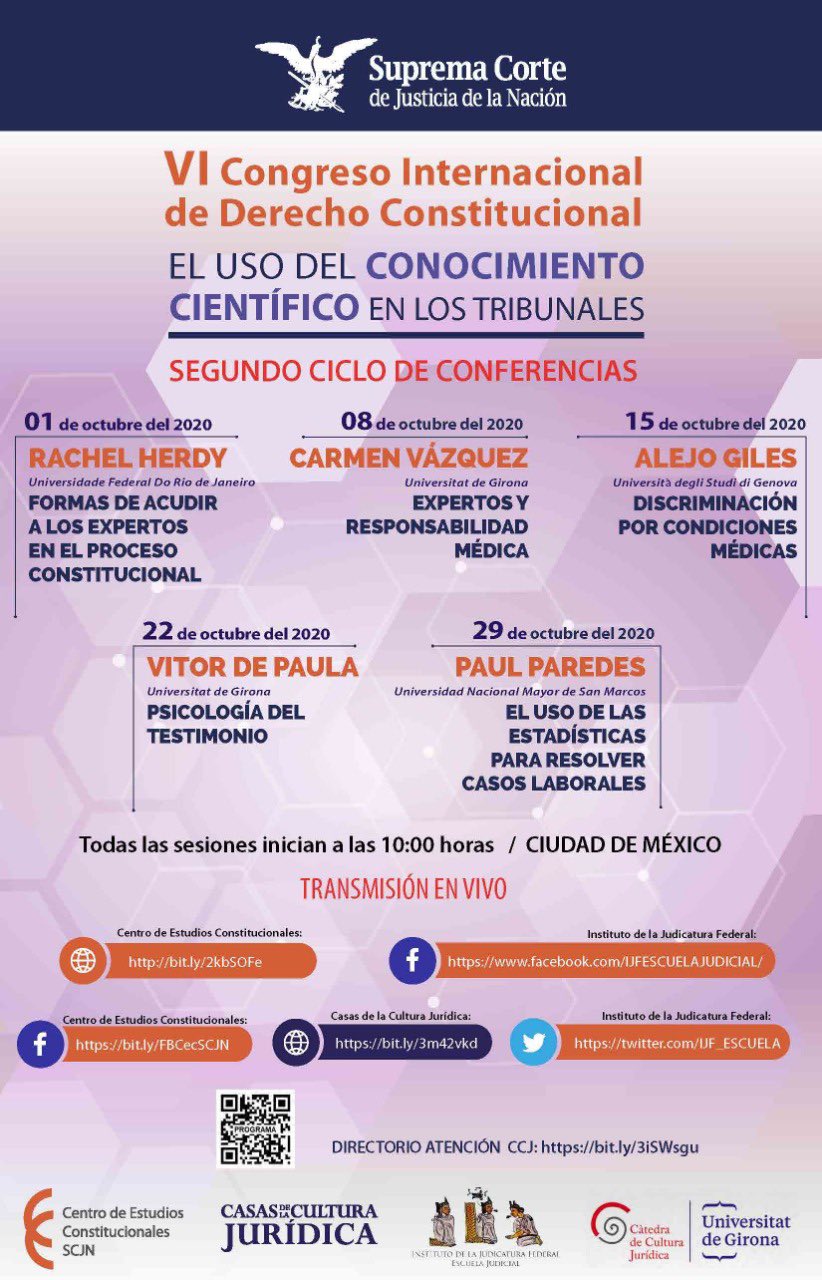 Suprema Corte
de Justicia de la Nación
VI Congreso Internacional
de Derecho Constitucional
EL USO DEL CONOCIMIENTO
CIENTÍFICO EN LOS TRIBUNALES
SEGUNDO CICLO DE CONFERENCIAS
01 de octubre del 2020
RACHEL HERDY
Universidade Federal Do Rio de Janeiro
FORMAS DE ACUDIR
A LOS EXPERTOS
EN EL PROCESO
CONSTITUCIONAL
08 de octubre del 2020
CARMEN VÁZQUEZ
Universitat de Girona
EXPERTOS Y
RESPONSABILIDAD
MÉDICA
15 de octubre del 2020
ALEJO GILES
Università degli Studi di Genova
DISCRIMINACIÓN
POR CONDICIONES
MÉDICAS
22 de octubre del 2020
VITOR DE PAULA
Universitat de Girona
PSICOLOGÍA DEL
TESTIMONIO
29 de octubre del 2020
PAUL PAREDES
Universidad Nacional Mayor de San Marcos
EL USO DE LAS
ESTADÍSTICAS
PARA RESOLVER
CASOS LABORALES
Todas las sesiones inician a las 10:00 horas / CIUDAD DE MÉXICO
TRANSMISIÓN EN VIVO
Centro de Estudios Constitucionales:
http://bit.ly/2kbSOFe
Instituto de la Judicatura Federal:
https://www.facebook.com/IJFESCUELAJUDICIAL/
Centro de Estudios Constitucionales:
https://bit.ly/FBCecSCJN
Casas de la Cultura Jurídica:
https://bit.ly/3m42vkd
Instituto de la Judicatura Federal:
https://twitter.com/IJF_ESCUELA
PROGRAMA
DIRECTORIO ATENCIÓN CCJ: https://bit.ly/3iSWsgu
Centro de Estudios
Constitucionales
SCJN
CASAS DE LA CULTURA
JURÍDICA
INSTITUTO DE LA JUDICATURA FEDERAL
ESCUELA JUDICIAL
Càtedra
de Cultura
Jurídica
Universitat
de Girona